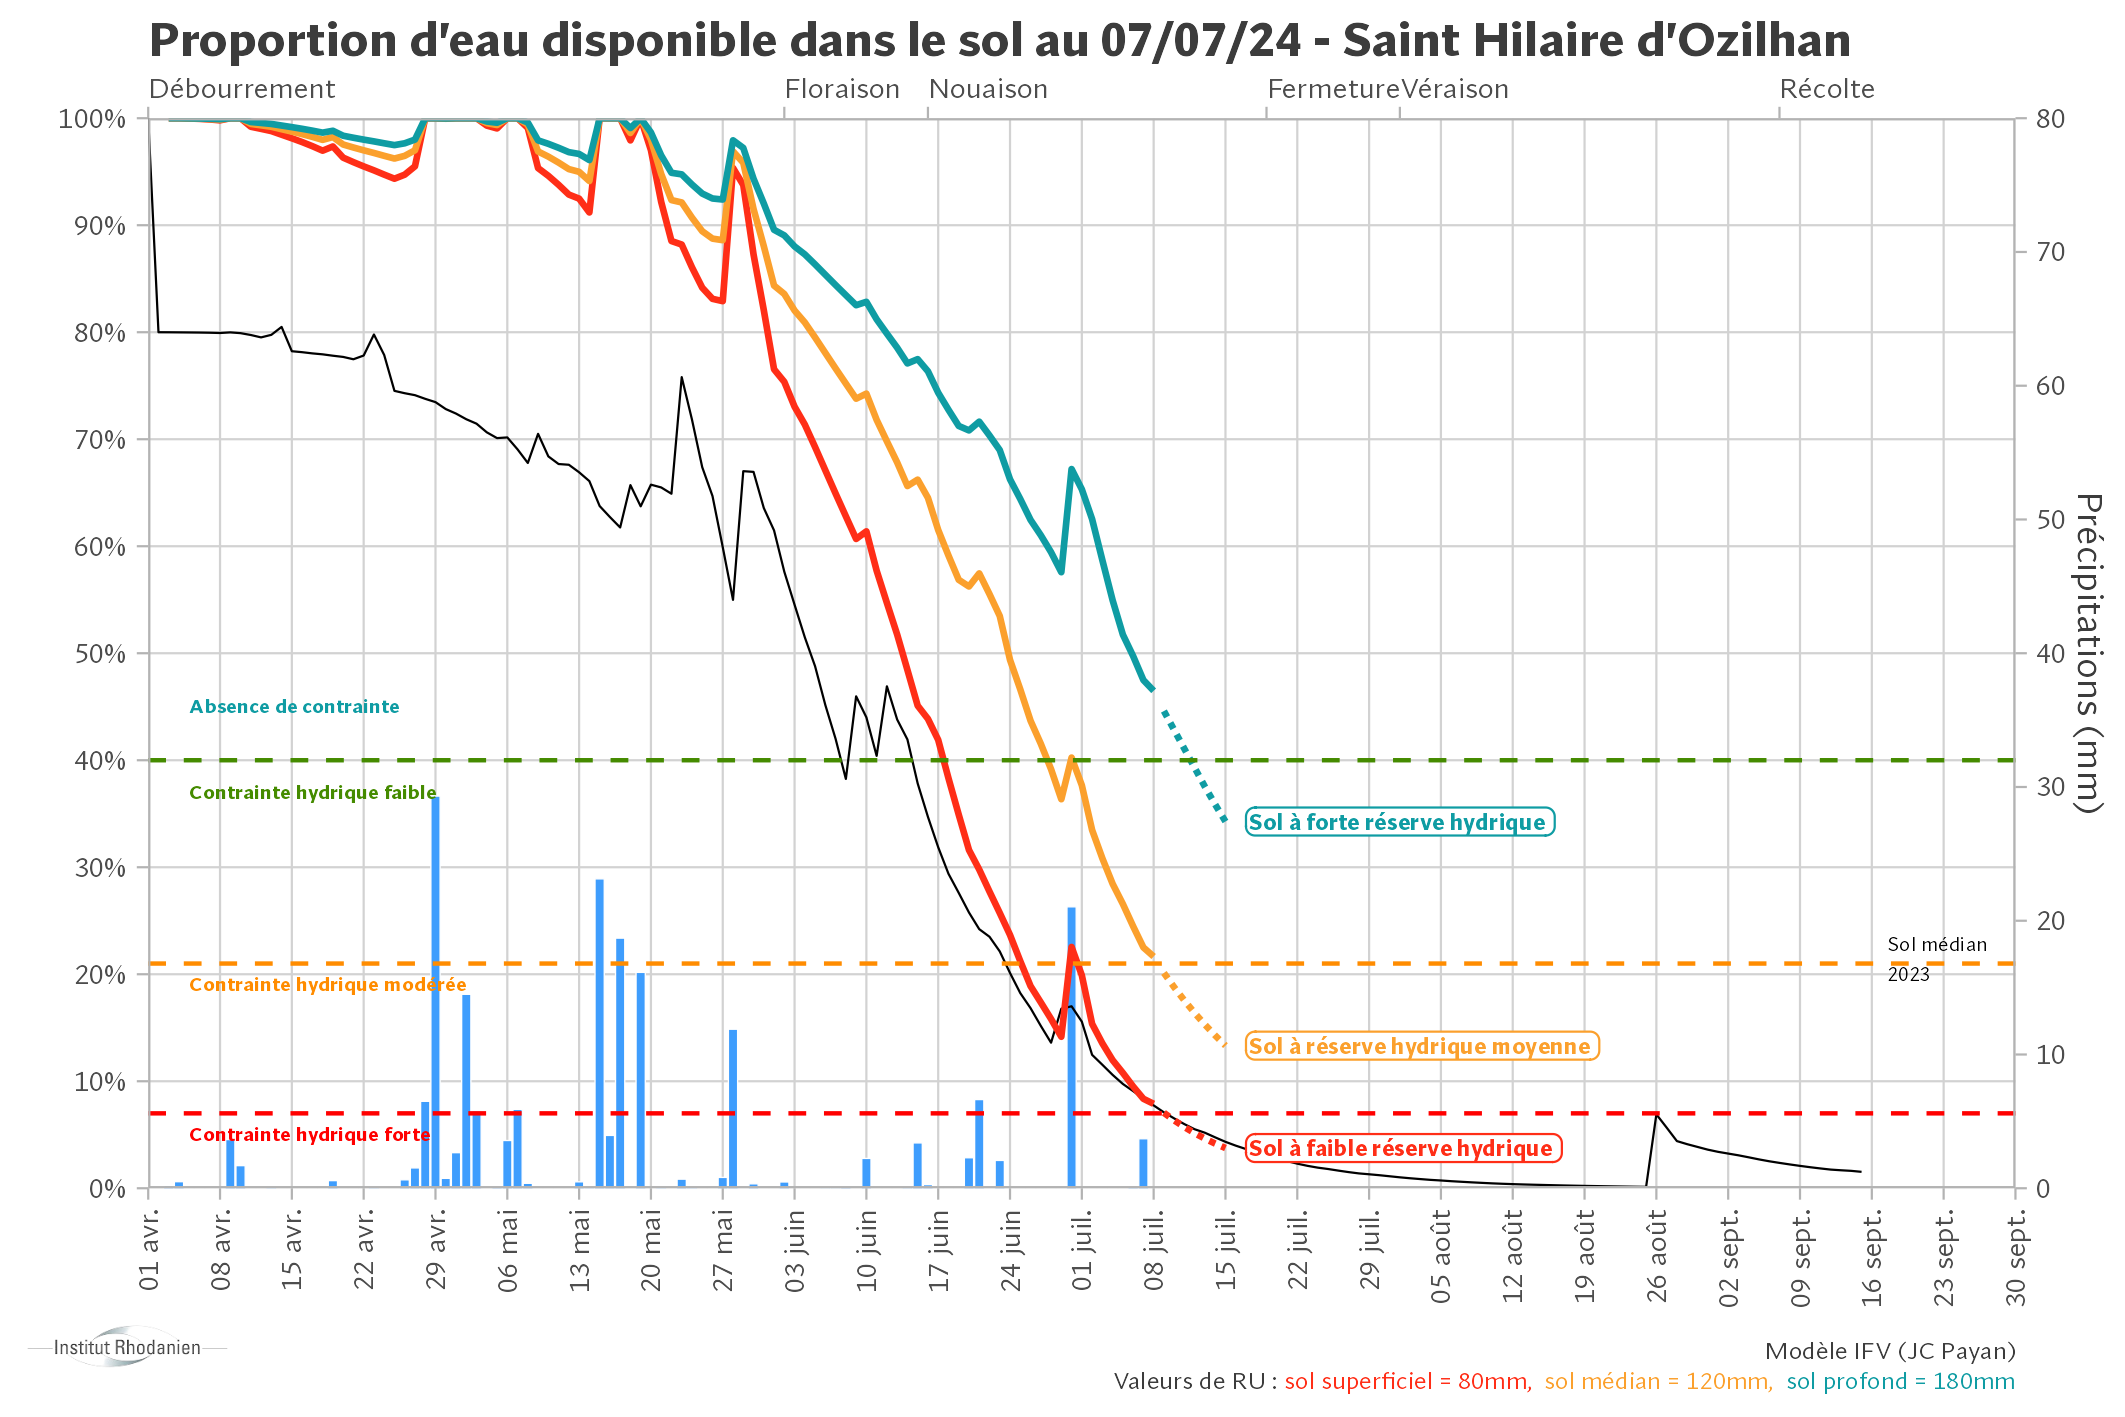 Proportion d'eau disponible dans le sol au 07/07/24 - Saint Hilaire d'Ozilhan
Débourrement Floraison Nouaison Fermeture Véraison Récolte
100% 80
90%
70
80%
60
70%
50
60%
50% 40
Précipitations (mm)
Absence de contrainte
40%
Contrainte hydrique faible
30
Sol à forte réserve hydrique
30%
20
Sol médian
20%
2023
Contrainte hydrique modérée
Sol à réserve hydrique moyenne
10
10%
Contrainte hydrique forte
Sol à faible réserve hydrique
0% 0
01 avr. 08 avr. 15 avr. 22 avr. 29 avr. 06 mai 13 mai 20 mai 27 mai 03 juin 10 juin 17 juin 24 juin 01 juil. 08 juil. 15 juil. 22 juil. 29 juil. 05 août 12 août 19 août 26 août 02 sept. 09 sept. 16 sept. 23 sept. 30 sept.
Institut Rhodanien
Modèle IFV (JC Payan)
Valeurs de RU : sol superficiel = 80mm, sol médian = 120mm, sol profond = 180mm